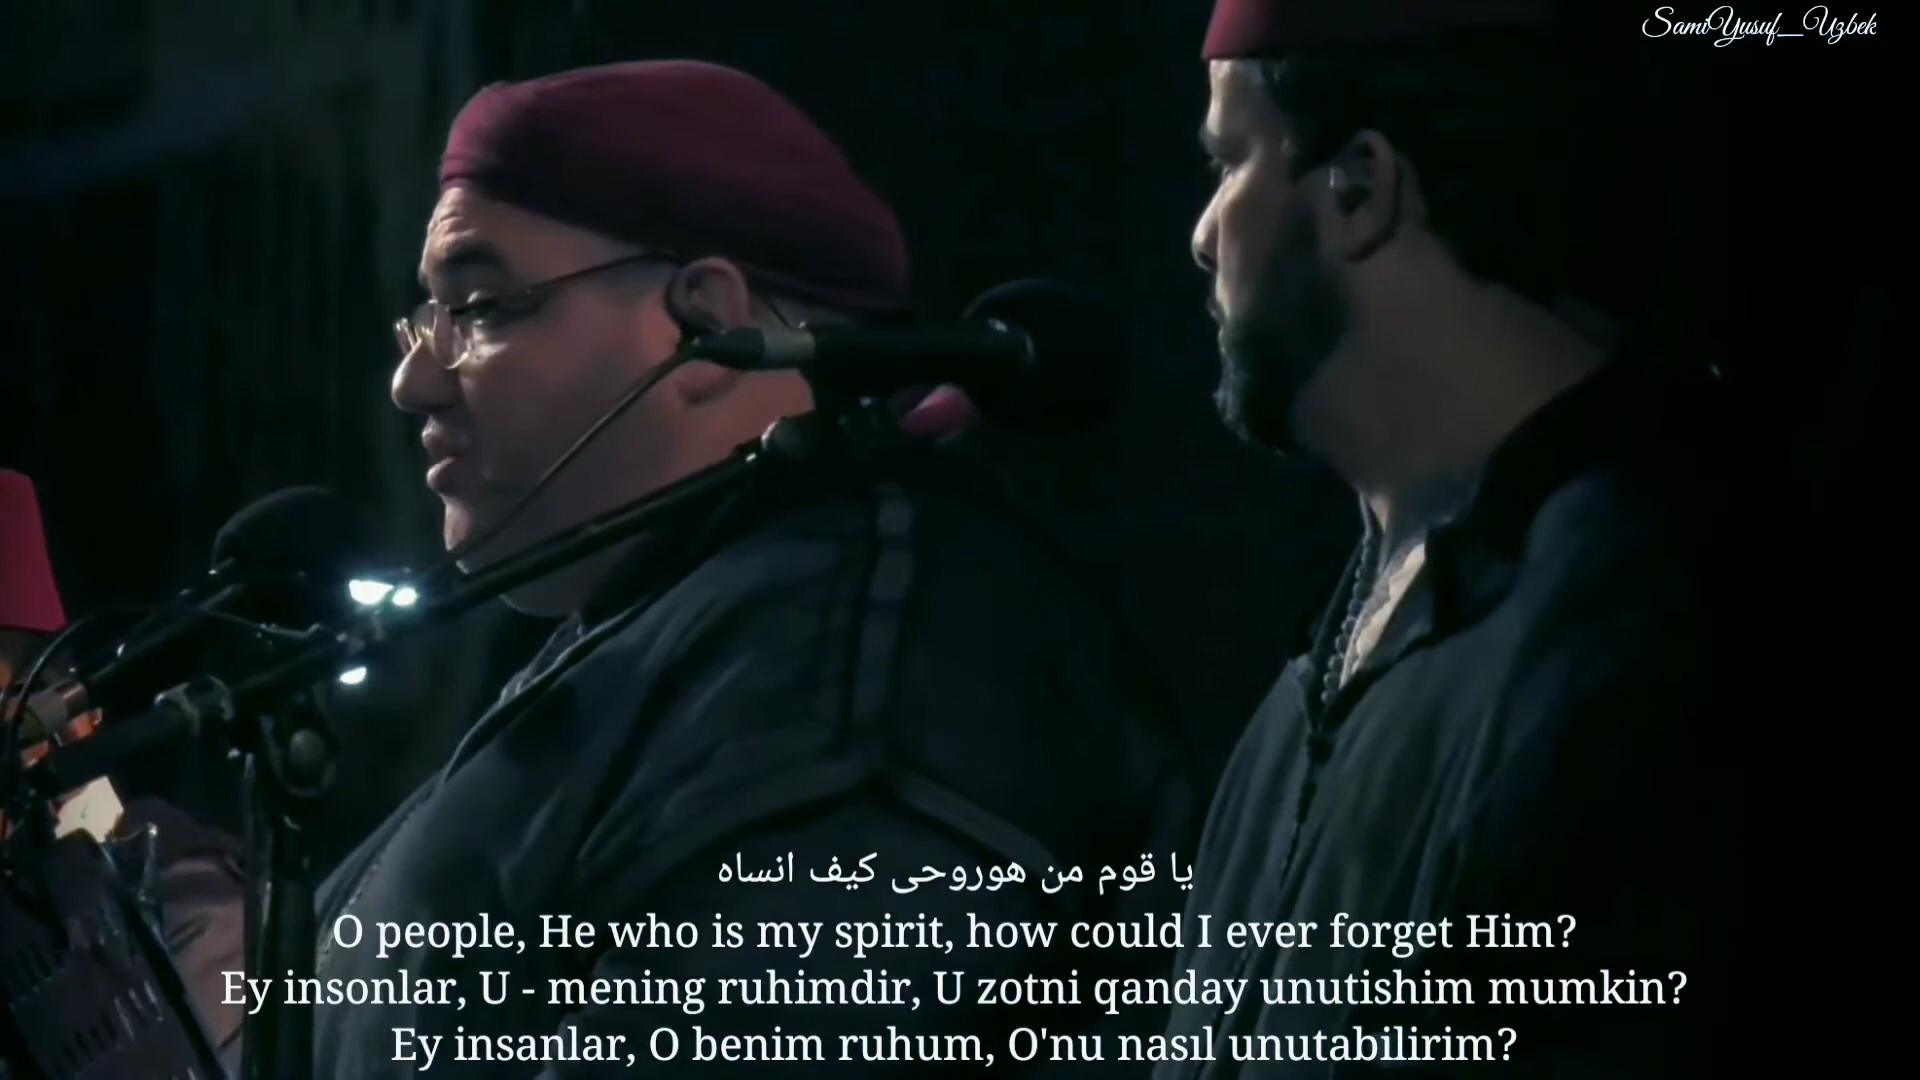 SamiYusuf_Uzbek
يا قوم من هوروحى كيف انساه
O people, He who is my spirit, how could I ever forget Him?
Ey insonlar, U - mening ruhimdir, U zotni qanday unutishim mumkin?
Ey insanlar, O benim ruhum, O'nu nasıl unutabilirim?